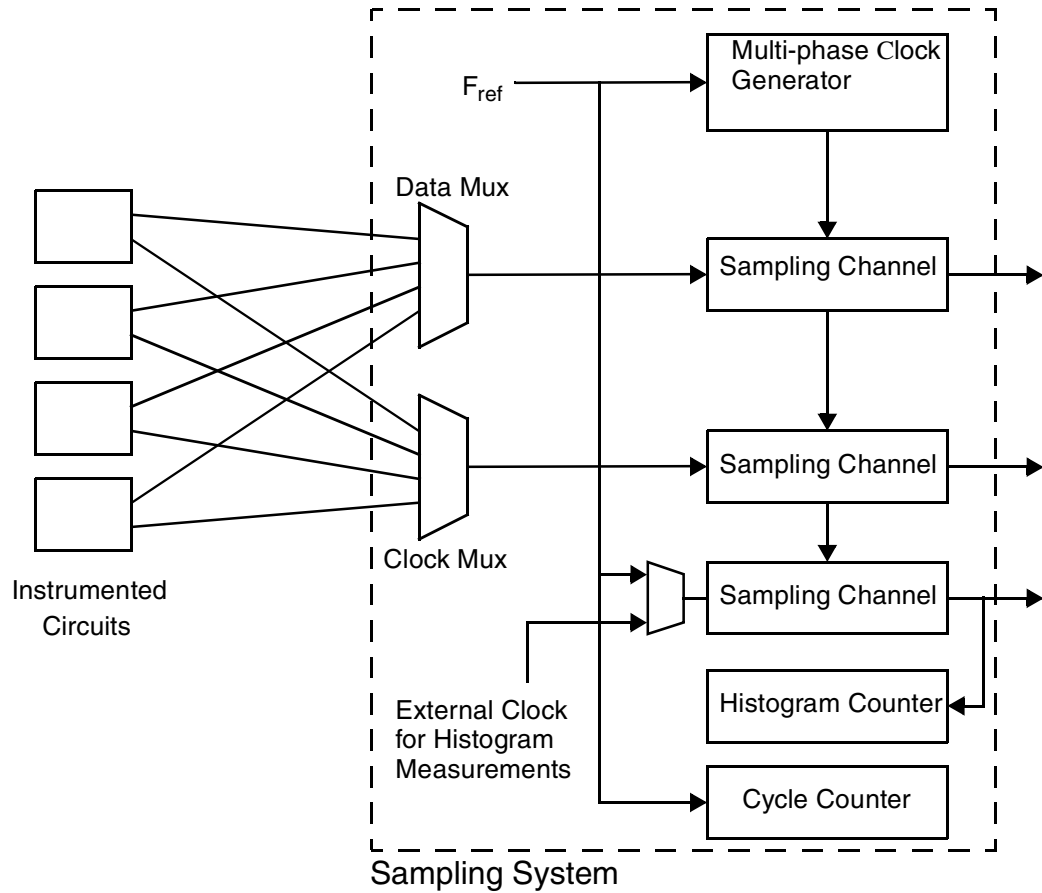 Multi-phase Clock
Generator
F_ref
Data Mux
Sampling Channel
Sampling Channel
Clock Mux
Sampling Channel
Instrumented
Circuits
External Clock
for Histogram
Measurements
Histogram Counter
Cycle Counter
Sampling System